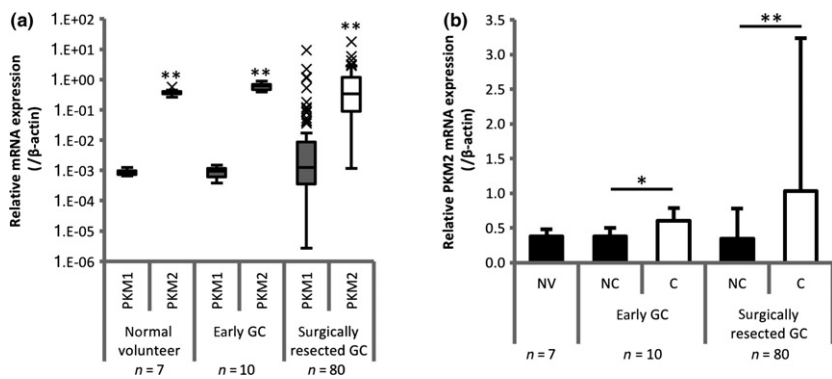 (a)
Relative mRNA expression
(/β-actin)
1.E+02
1.E+01
1.E+00
1.E-01
1.E-02
1.E-03
1.E-04
1.E-05
1.E-06
**
**
**
PKM1
PKM2
PKM1
PKM2
PKM1
PKM2
Normal
volunteer
Early GC
Surgically
resected GC
n = 7
n = 10
n = 80
(b)
Relative PKM2 mRNA expression
(/β-actin)
3.5
3.0
2.5
2.0
1.5
1.0
0.5
0.0
*
**
NV
NC
C
NC
C
Early GC
Surgically
resected GC
n = 7
n = 10
n = 80